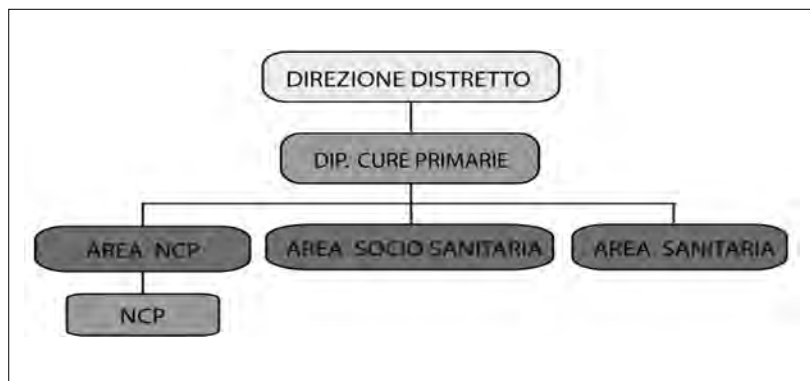 DIREZIONE DISTRETTO
DIP. CURE PRIMARIE
AREA NCP
AREA SOCIO SANITARIA
AREA SANITARIA
NCP